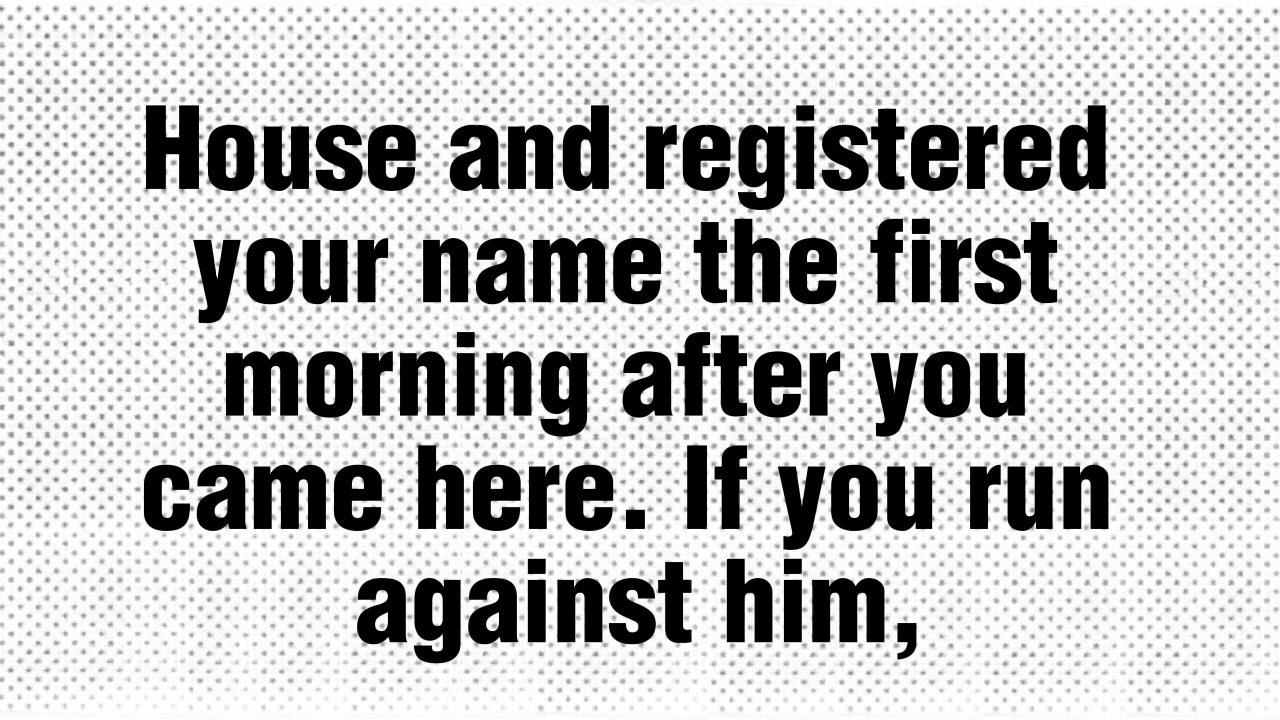 House and registered
your name the first
morning after you
came here. If you run
against him,